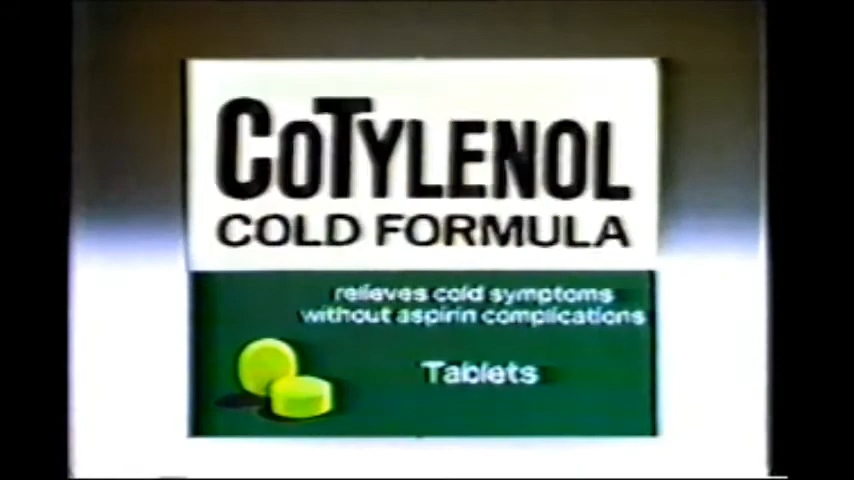 COTYLENOL
COLD FORMULA
relieves cold symptoms
without aspirin complications
Tablets